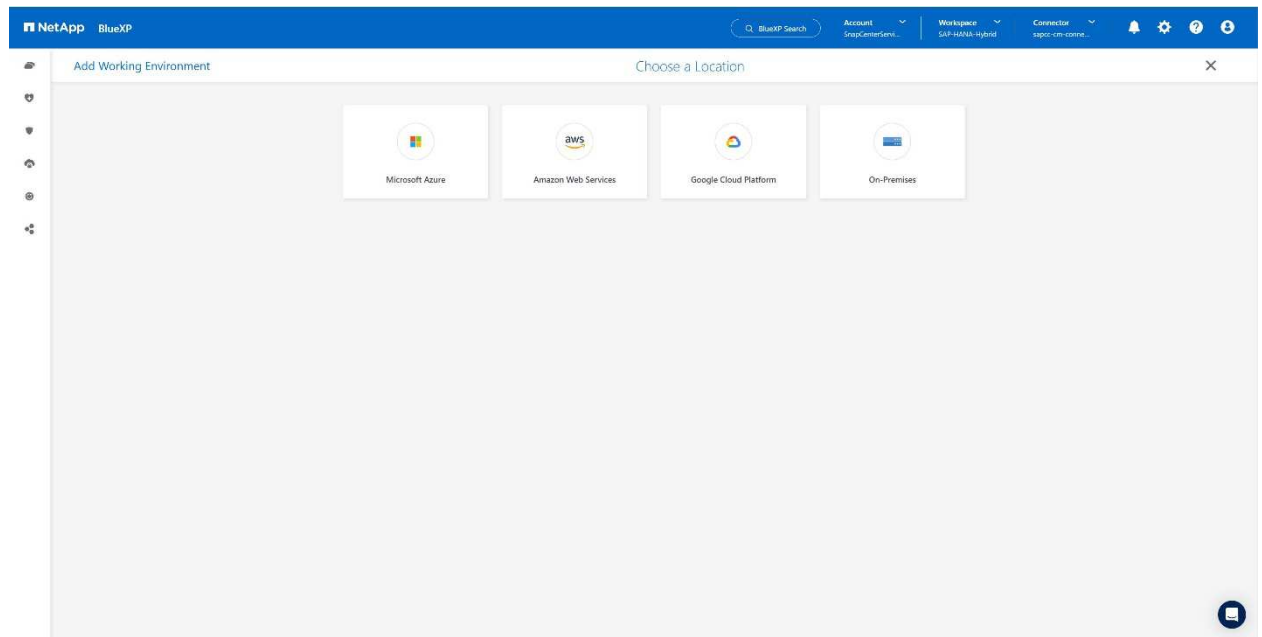 NetApp BlueXP
BlueXP Search
Account
SnapCenterServi...
Workspace
SAP-HANA-Hybrid
Connector
sapcc-cm-conne...
Add Working Environment
Choose a Location
aws
Microsoft Azure
Amazon Web Services
Google Cloud Platform
On-Premises